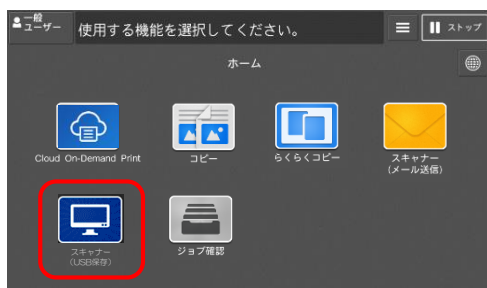 一般
ユーザー
使用する機能を選択してください。
ストップ
ホーム
Cloud On-Demand Print
コピー
らくらくコピー
スキャナー
(メール送信)
スキャナー
(USB保存)
ジョブ確認